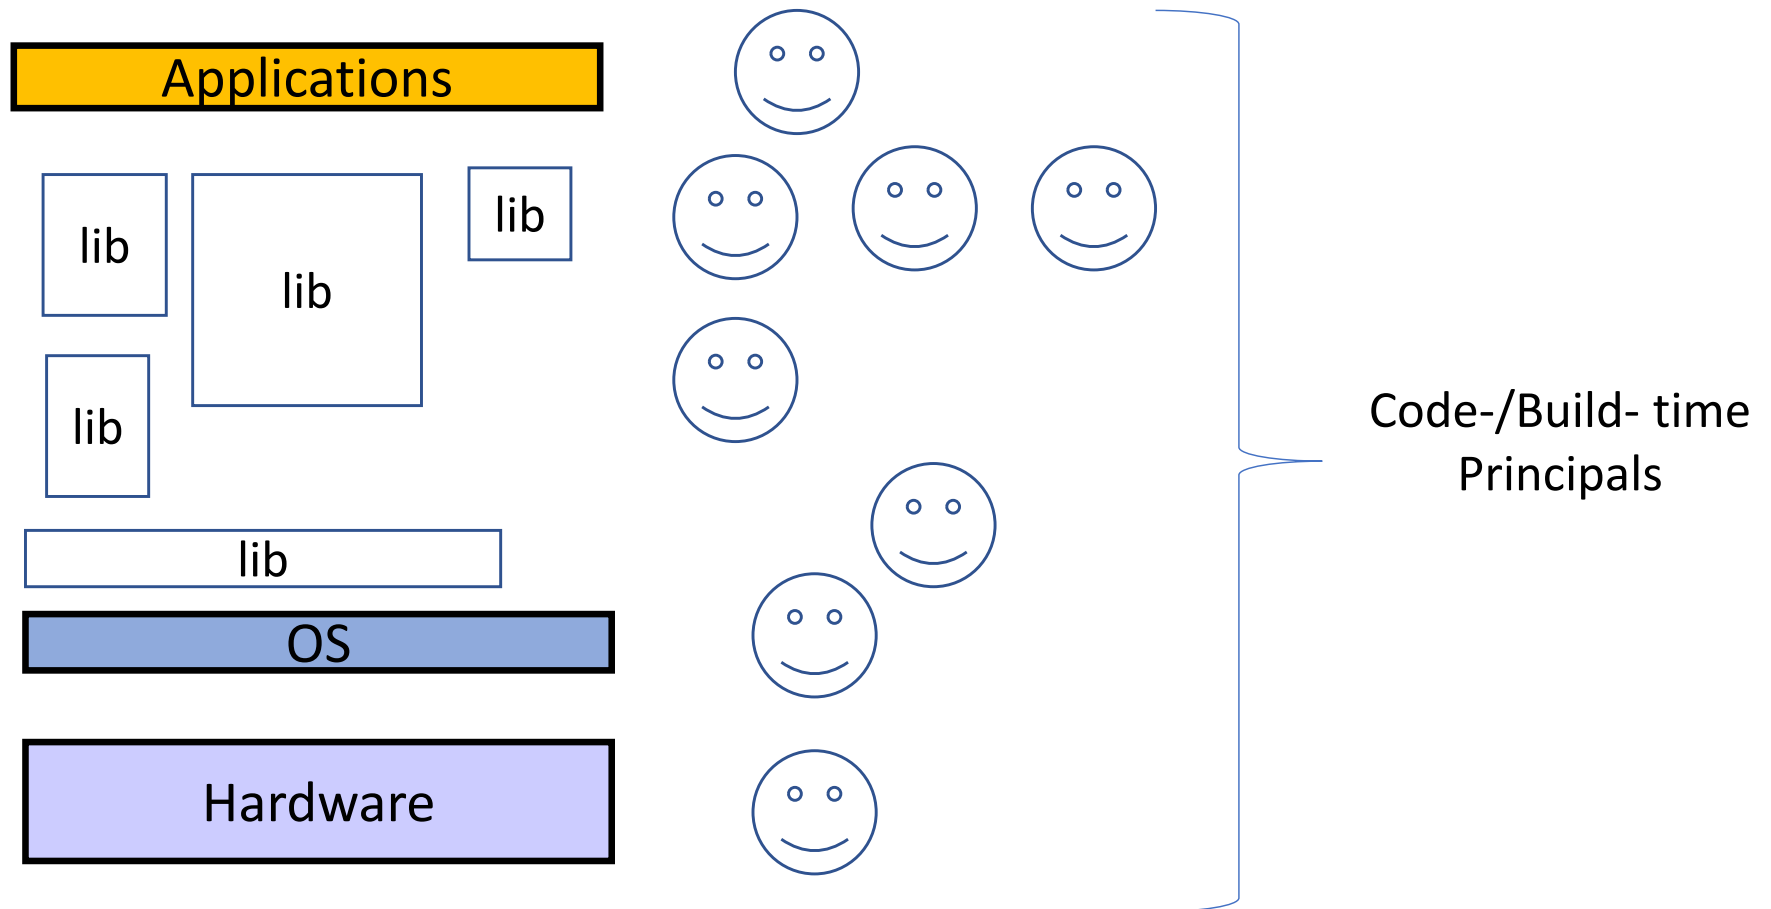 Applications
lib
lib
lib
lib
lib
OS
Hardware
Code-/Build- time
Principals